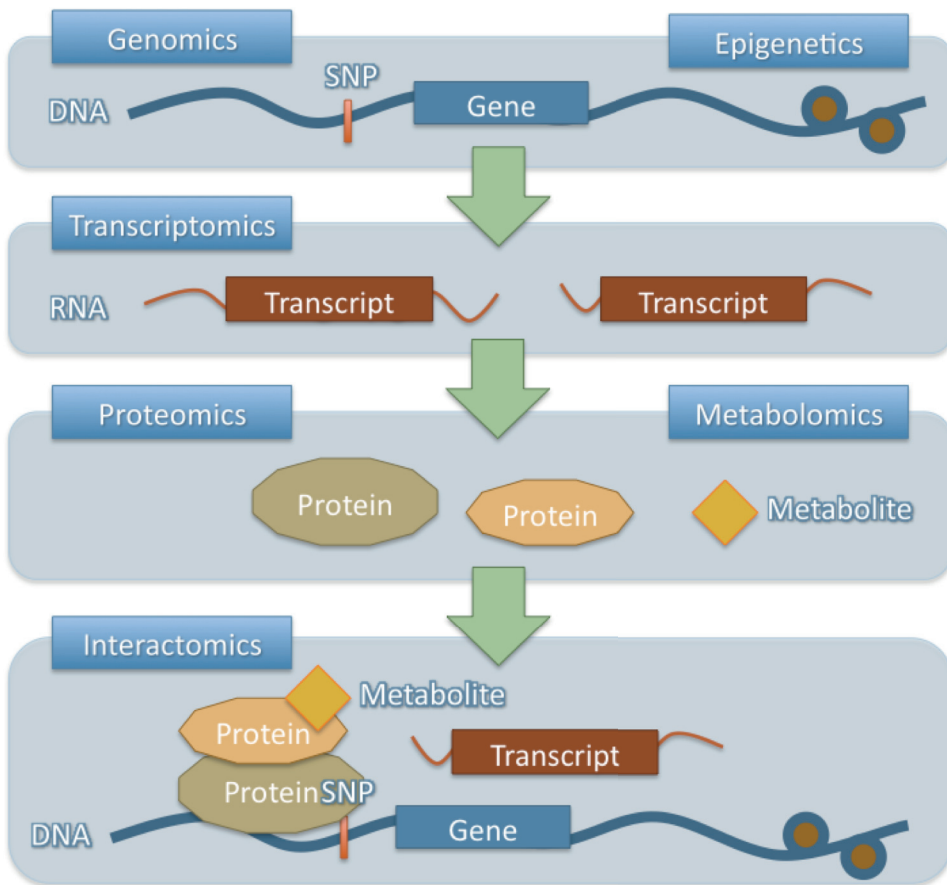 Genomics
Epigenetics
SNP
DNA
Gene
Transcriptomics
RNA
Transcript
Transcript
Proteomics
Metabolomics
Protein
Protein
Metabolite
Interactomics
Metabolite
Protein
Transcript
Protein
SNP
DNA
Gene